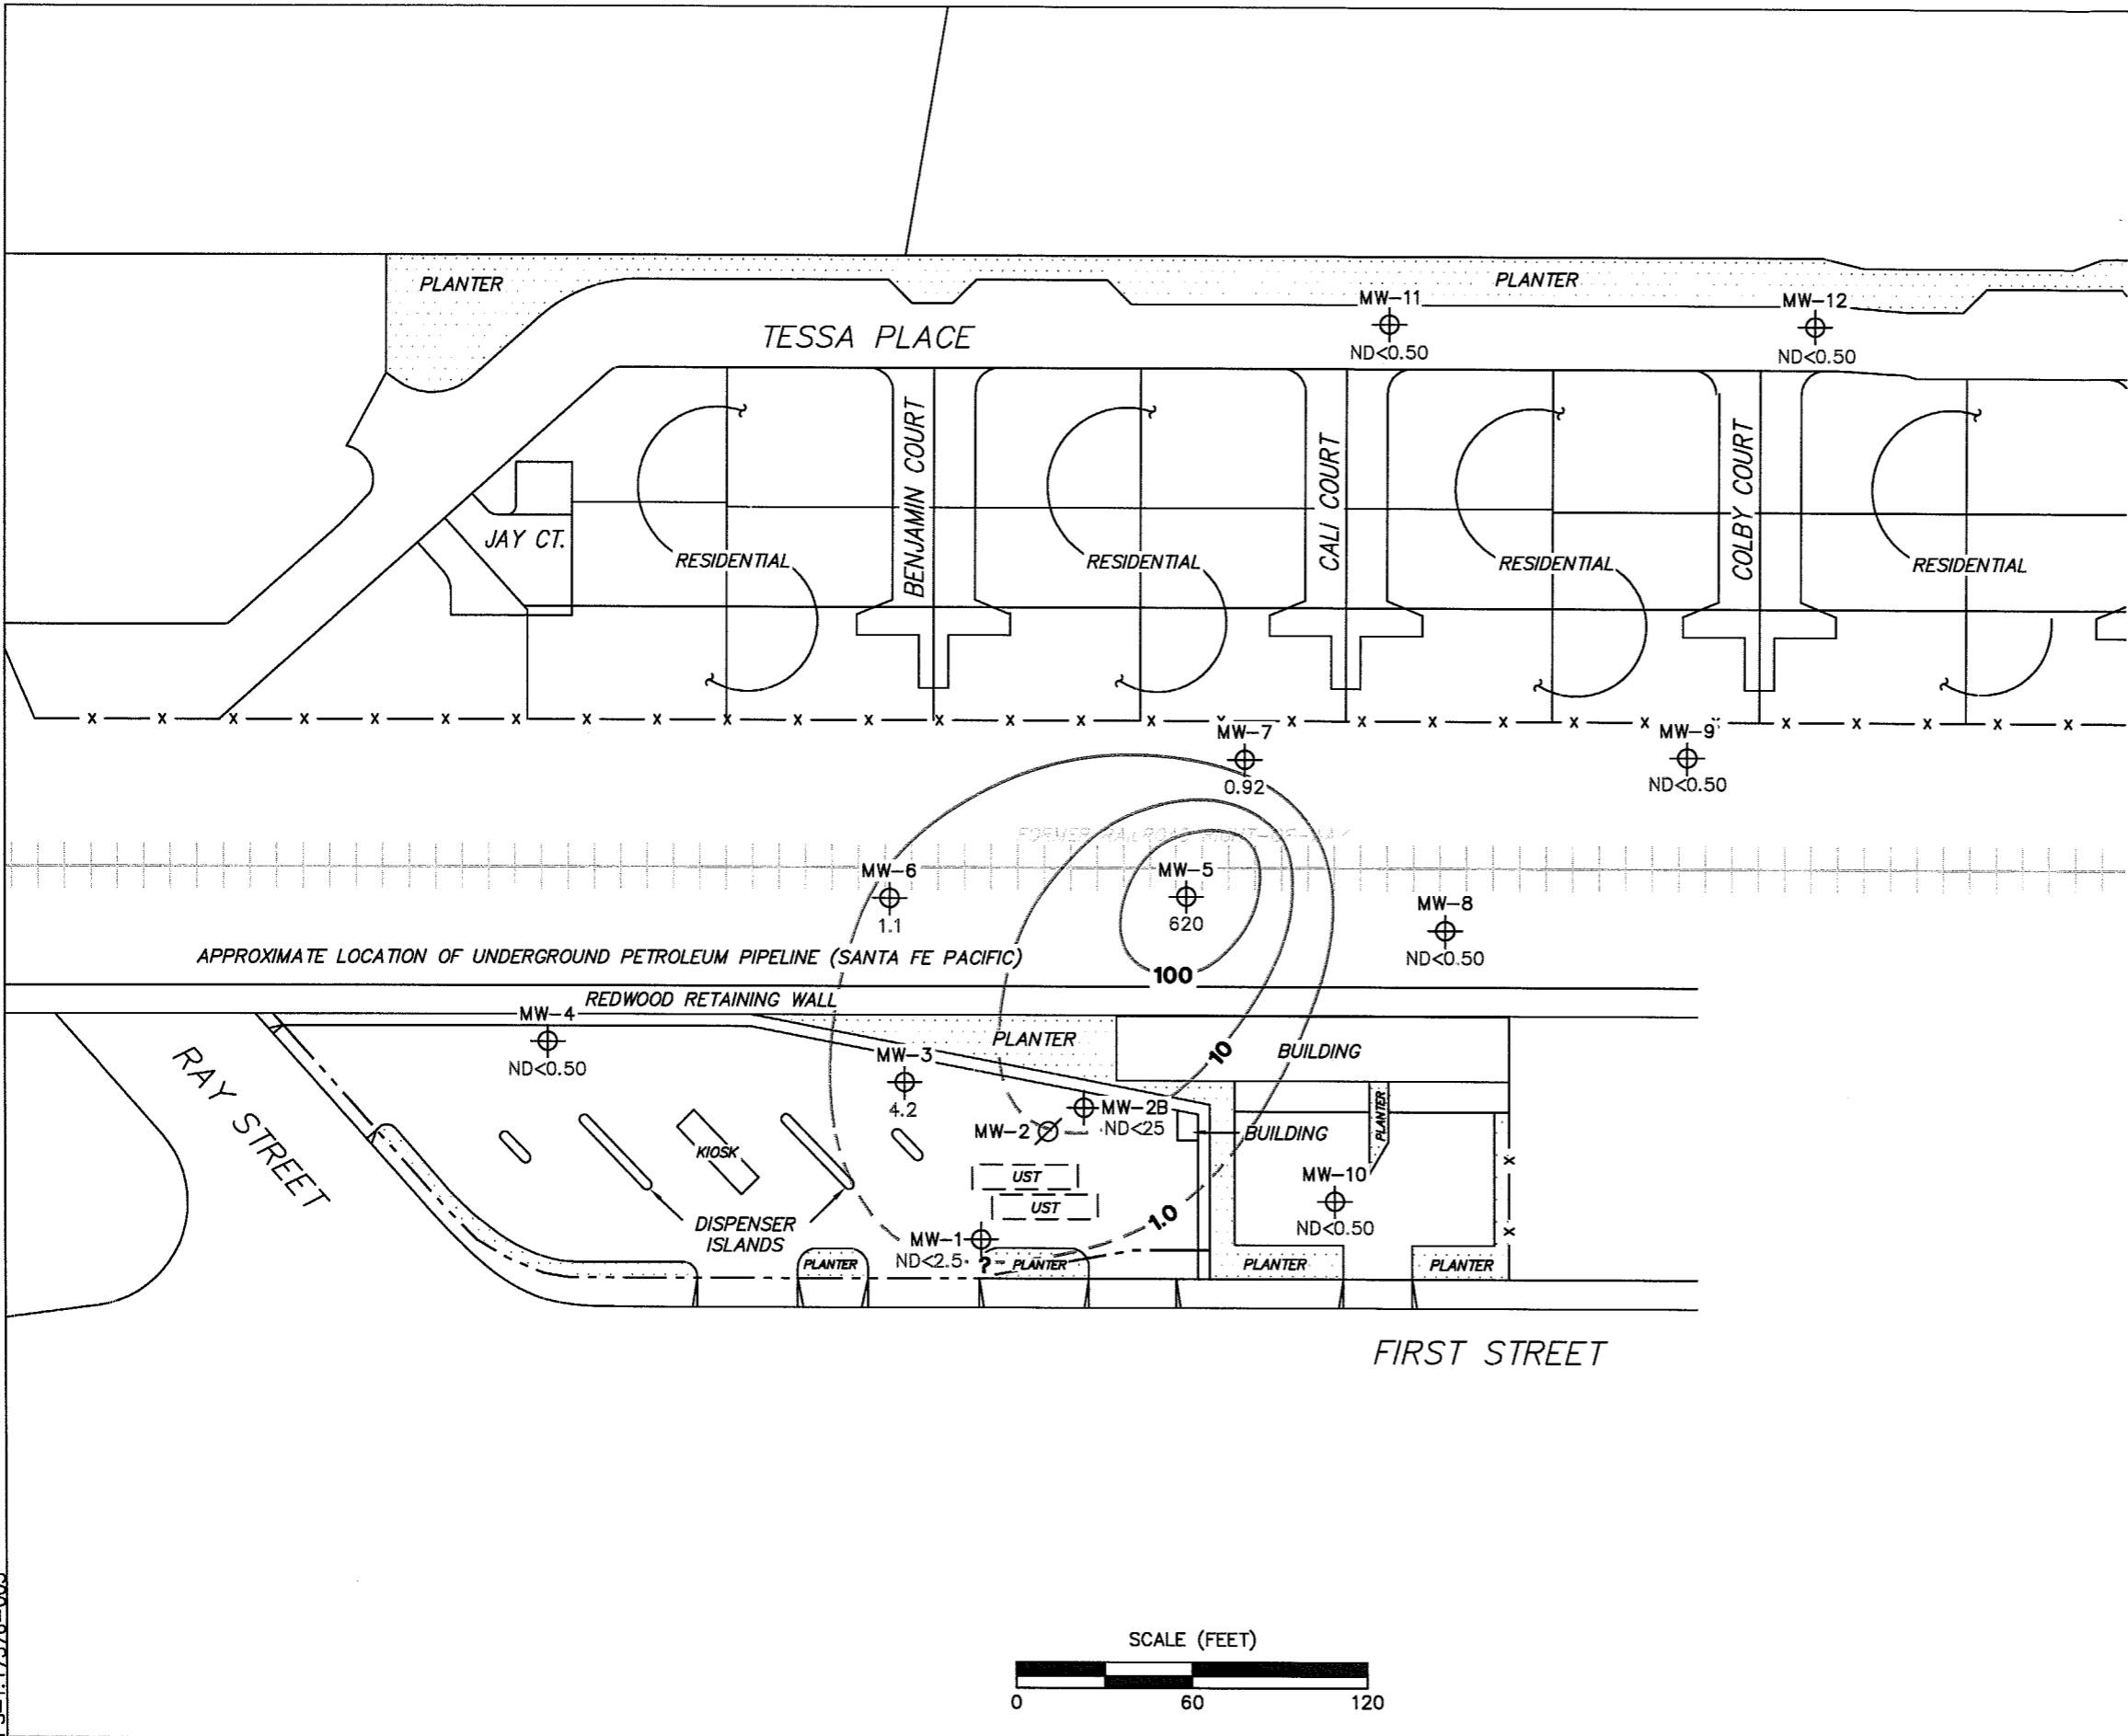 PLANTER
PLANTER
MW-11
ND<0.50
MW-12
ND<0.50
TESSA PLACE
BENJAMIN COURT
CALI COURT
COLBY COURT
JAY CT.
RESIDENTIAL
RESIDENTIAL
RESIDENTIAL
RESIDENTIAL
MW-7
0.92
MW-9
ND<0.50
FORMER RAILROAD RIGHT-OF-WAY
MW-6
1.1
MW-5
620
MW-8
ND<0.50
APPROXIMATE LOCATION OF UNDERGROUND PETROLEUM PIPELINE (SANTA FE PACIFIC)
100
REDWOOD RETAINING WALL
MW-4
ND<0.50
PLANTER
10
BUILDING
MW-3
4.2
RAY STREET
MW-2B
ND<25
MW-2
BUILDING
PLANTER
KIOSK
UST
UST
MW-10
ND<0.50
DISPENSER
ISLANDS
1.0
MW-1
ND<2.5
?
PLANTER
PLANTER
PLANTER
PLANTER
FIRST STREET
SCALE (FEET)
0 60 120